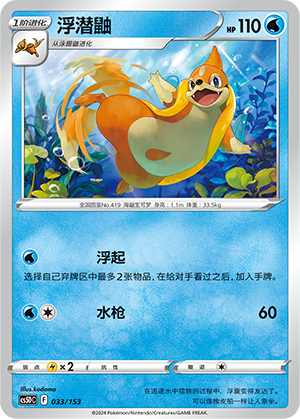 1阶进化
浮潜鼬 HP 110
从泳圈鼬进化
全国图鉴No.419 海鼬宝可梦 身高：1.1m 体重：33.5kg
浮起
选择自己弃牌区中最多2张物品，在给对手看过之后，加入手牌。
水枪 60
弱点 ×2 抵抗力 撤退
Illus.kodama
CS5D C F 033/153
在追逐水中猎物的过程中，浮囊变得发达了。
可以像橡皮船一样让人乘坐。
©2024 Pokémon/Nintendo/Creatures/GAME FREAK.